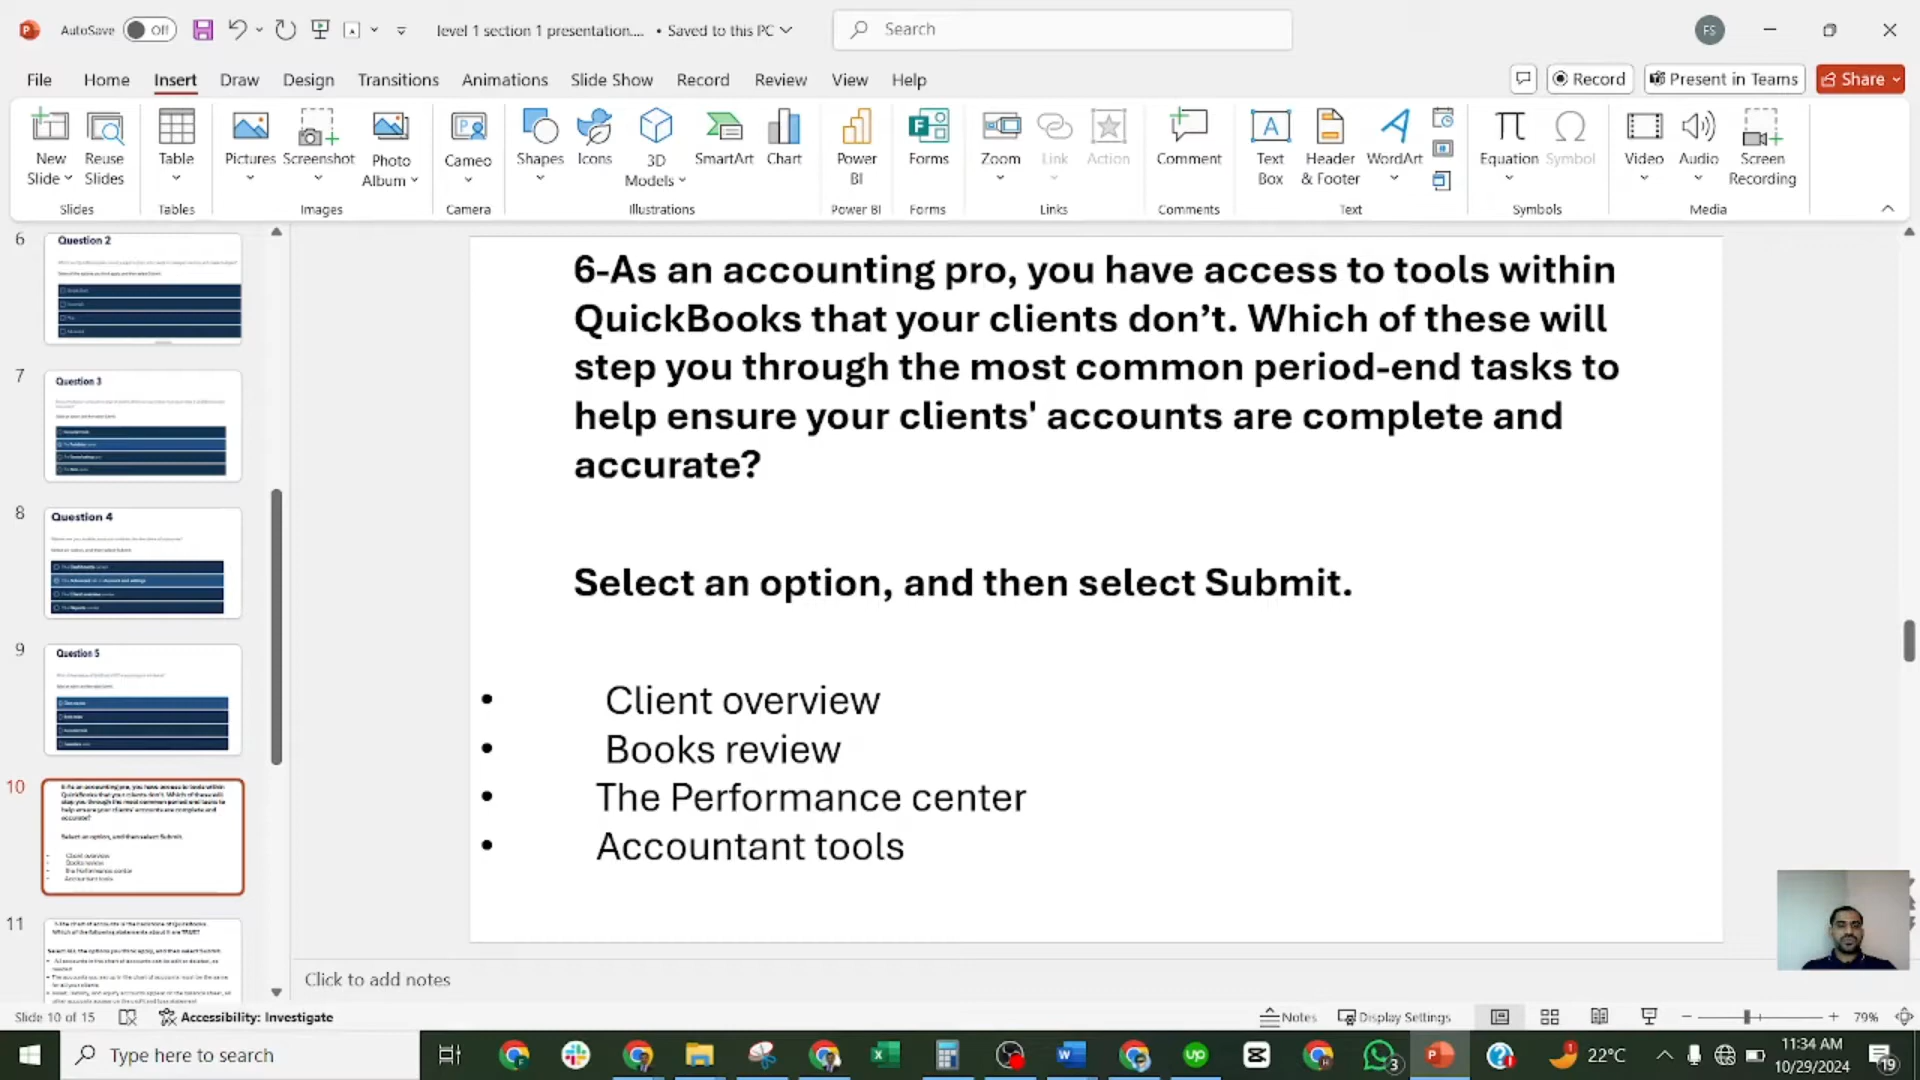 AutoSave Off level 1 section 1 presentation.... • Saved to this PC Search FS
File Home Insert Draw Design Transitions Animations Slide Show Record Review View Help Record Present in Teams Share
New Slide Reuse Slides Table Pictures Screenshot Photo Album Cameo Shapes Icons 3D Models SmartArt Chart Power BI Forms Zoom Link Action Comment Text Box Header & Footer WordArt Equation Symbol Video Audio Screen Recording
Slides Tables Images Camera Illustrations Power BI Forms Links Comments Text Symbols Media
6 Question 2
7 Question 3
8 Question 4
9 Question 5
10
11
6-As an accounting pro, you have access to tools within
QuickBooks that your clients don’t. Which of these will
step you through the most common period-end tasks to
help ensure your clients' accounts are complete and
accurate?
Select an option, and then select Submit.
• Client overview
• Books review
• The Performance center
• Accountant tools
Click to add notes
Slide 10 of 15 Accessibility: Investigate Notes Display Settings 79%
Type here to search 22°C 11:34 AM
10/29/2024 19